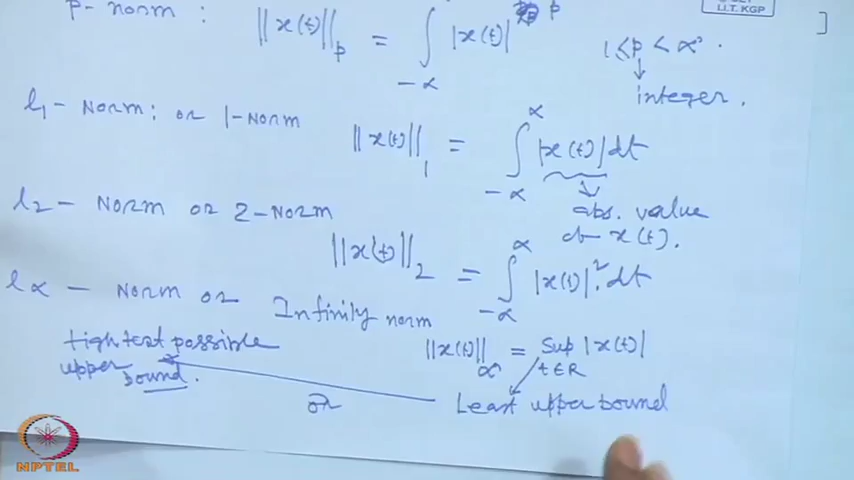 I.I.T. KGP
p-norm : ||x(t)||p = ∫ -∞ |x(t)| p 1 ≤ p < ∞.
integer.
l1 - Norm: or 1-Norm ||x(t)||1 = ∫ -∞ ∞ |x(t)| dt
abs. value
of x(t).
l2 - Norm or 2-Norm ||x(t)||2 = ∫ -∞ ∞ |x(t)|². dt
l∞ - Norm or Infinity norm ||x(t)||∞ = Sup |x(t)|
t∈R
tightest possible
upper bound.
or Least upper bound
NPTEL